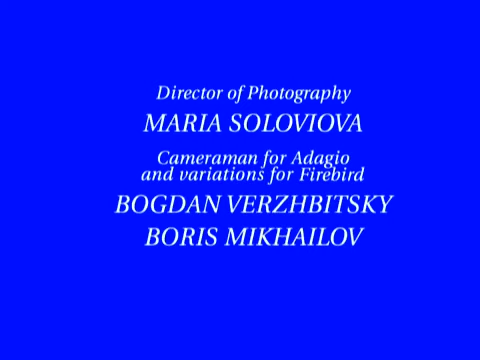 Director of Photography
MARIA SOLOVIOVA
Cameraman for Adagio
and variations for Firebird
BOGDAN VERZHBITSKY
BORIS MIKHAILOV